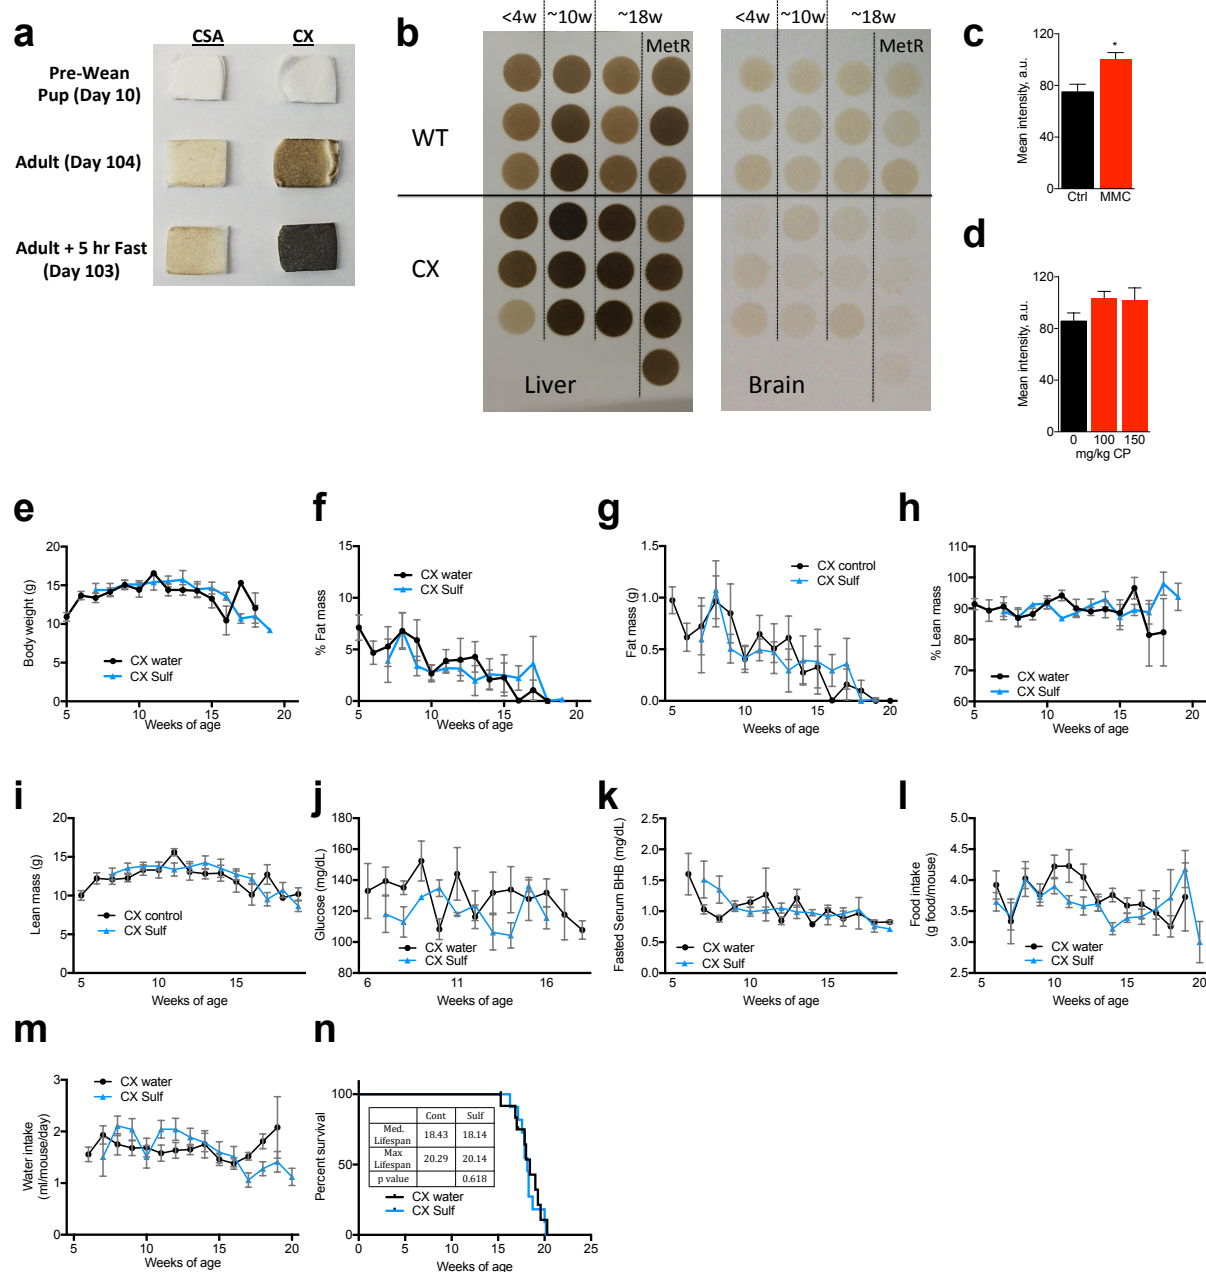 a
CSA
CX
Pre-Wean
Pup (Day 10)
Adult (Day 104)
Adult + 5 hr Fast
(Day 103)
b
<4w
~10w
~18w
<4w
~10w
~18w
MetR
MetR
WT
CX
Liver
Brain
c
Mean intensity, a.u.
120
80
40
0
*
Ctrl
MMC
d
Mean intensity, a.u.
120
80
40
0
0
100
150
mg/kg CP
e
Body weight (g)
20
15
10
5
0
CX water
CX Sulf
5
10
15
20
Weeks of age
f
% Fat mass
15
10
5
0
CX water
CX Sulf
5
10
15
20
Weeks of age
g
Fat mass (g)
1.5
1.0
0.5
0.0
CX control
CX Sulf
5
10
15
20
Weeks of age
h
% Lean mass
110
100
90
80
70
60
CX water
CX Sulf
5
10
15
20
Weeks of age
i
Lean mass (g)
20
15
10
5
0
CX control
CX Sulf
5
10
15
Weeks of age
j
Glucose (mg/dL)
180
160
140
120
100
80
CX water
CX Sulf
6
11
16
Weeks of age
k
Fasted Serum BHB (mg/dL)
2.5
2.0
1.5
1.0
0.5
0.0
CX water
CX Sulf
5
10
15
Weeks of age
l
Food intake
(g food/mouse)
5.0
4.5
4.0
3.5
3.0
2.5
CX water
CX Sulf
5
10
15
20
Weeks of age
m
Water intake
(ml/mouse/day)
3
2
1
0
CX water
CX Sulf
5
10
15
20
Weeks of age
n
Percent survival
100
50
0
Cont
Sulf
Med. Lifespan
18.43
18.14
Max Lifespan
20.29
20.14
p value
0.618
CX water
CX Sulf
0
5
10
15
20
25
Weeks of age